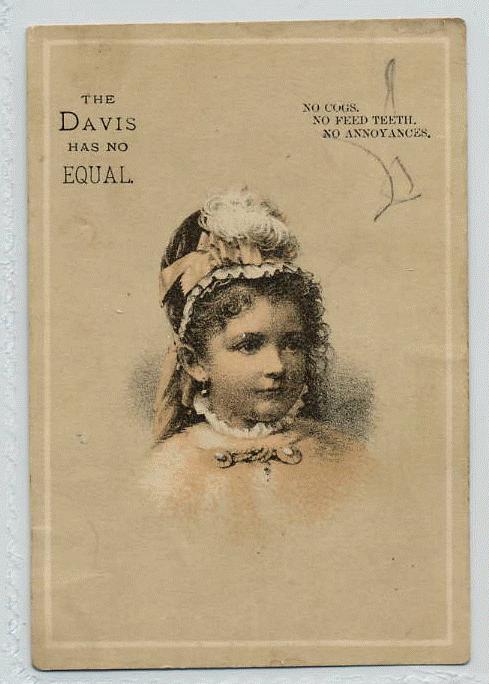 THE
DAVIS
HAS NO
EQUAL.
NO COGS.
NO FEED TEETH.
NO ANNOYANCES.